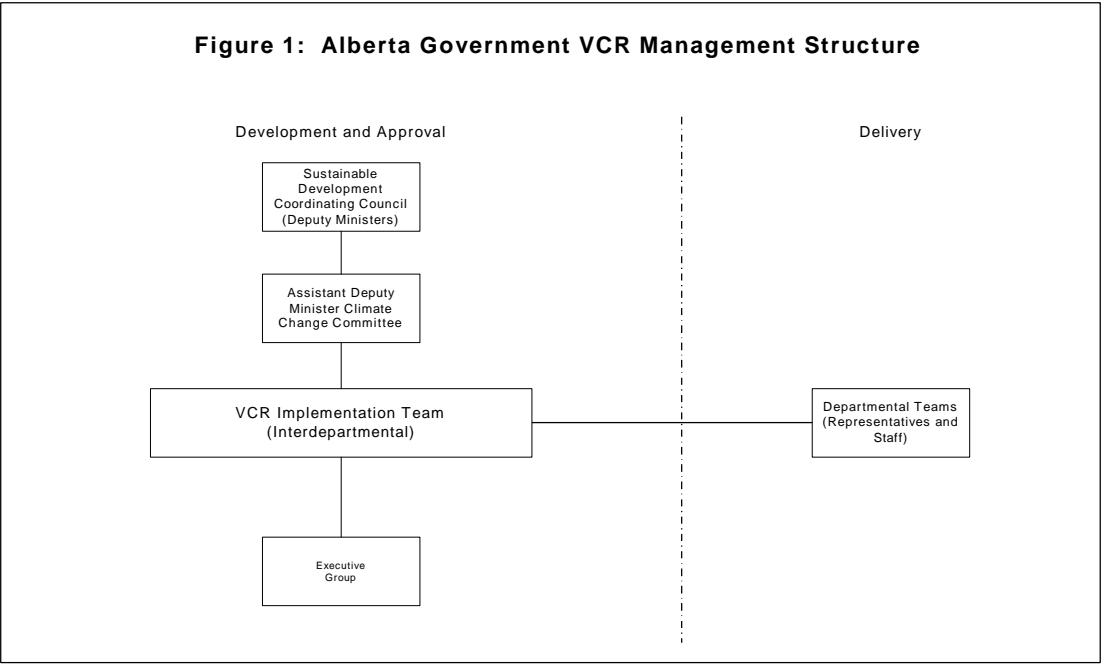 Figure 1: Alberta Government VCR Management Structure
Development and Approval
Delivery
Sustainable
Development
Coordinating Council
(Deputy Ministers)
Assistant Deputy
Minister Climate
Change Committee
VCR Implementation Team
(Interdepartmental)
Departmental Teams
(Representatives and
Staff)
Executive
Group